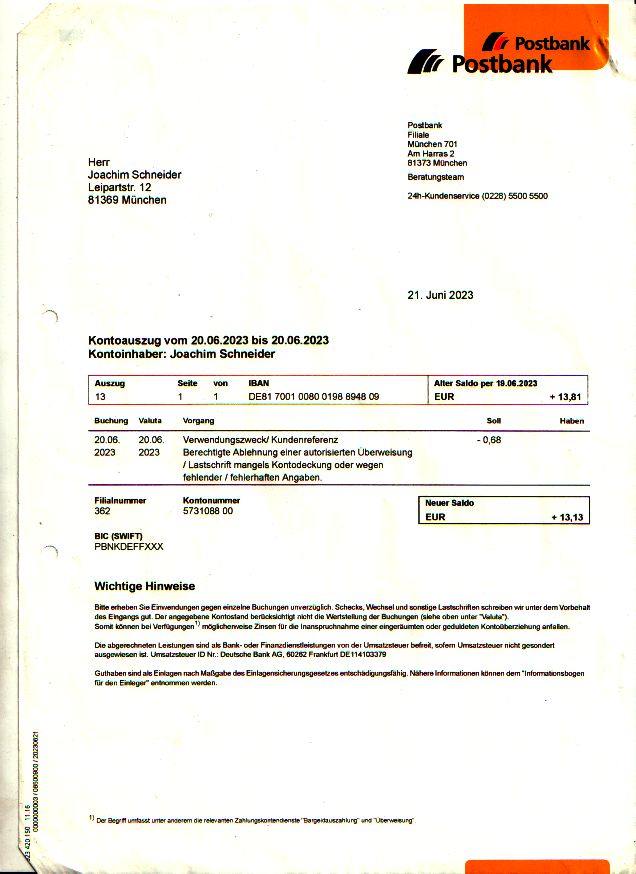 Postbank
Postbank
Postbank
Filiale
München 701
Am Harras 2
81373 München
Beratungsteam
24h-Kundenservice (0228) 5500 5500
Herr
Joachim Schneider
Leipartstr. 12
81369 München
21. Juni 2023
Kontoauszug vom 20.06.2023 bis 20.06.2023
Kontoinhaber: Joachim Schneider
Auszug Seite von IBAN Alter Saldo per 19.06.2023
13 1 1 DE81 7001 0080 0198 8948 09 EUR + 13,81
Buchung Valuta Vorgang Soll Haben
20.06. 20.06. Verwendungszweck/ Kundenreferenz - 0,68
2023 2023 Berechtigte Ablehnung einer autorisierten Überweisung
/ Lastschrift mangels Kontodeckung oder wegen
fehlender / fehlerhaften Angaben.
Filialnummer Kontonummer Neuer Saldo
362 5731088 00 EUR + 13,13
BIC (SWIFT)
PBNKDEFFXXX
Wichtige Hinweise
Bitte erheben Sie Einwendungen gegen einzelne Buchungen unverzüglich. Schecks, Wechsel und sonstige Lastschriften schreiben wir unter dem Vorbehalt
des Eingangs gut. Der angegebene Kontostand berücksichtigt nicht die Wertstellung der Buchungen (siehe oben unter "Valuta").
Somit können bei Verfügungen 1) möglicherweise Zinsen für die Inanspruchnahme einer eingeräumten oder geduldeten Kontoüberziehung anfallen.
Die abgerechneten Leistungen sind als Bank- oder Finanzdienstleistungen von der Umsatzsteuer befreit, sofern Umsatzsteuer nicht gesondert
ausgewiesen ist. Umsatzsteuer ID Nr.: Deutsche Bank AG, 60262 Frankfurt DE114103379
Guthaben sind als Einlagen nach Maßgabe des Einlagensicherungsgesetzes entschädigungsfähig. Nähere Informationen können dem "Informationsbogen
für den Einleger" entnommen werden.
1) Der Begriff umfasst unter anderem die relevanten Zahlungskontendienste "Bargeldauszahlung" und "Überweisung".